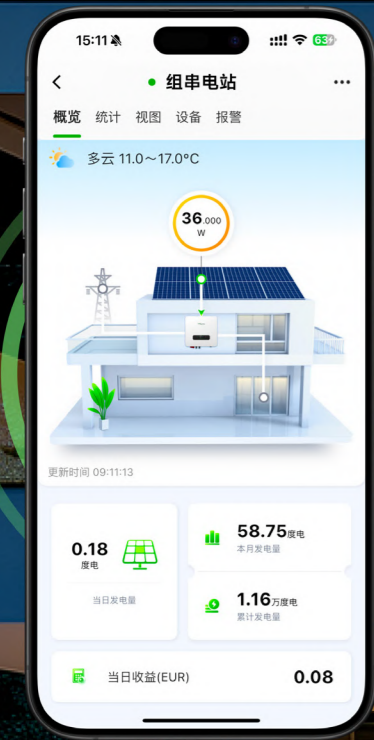 15:11 63
组串电站
概览 统计 视图 设备 报警
多云 11.0～17.0°C
36.000
W
更新时间 09:11:13
0.18
度电
当日发电量
58.75度电
本月发电量
1.16万度电
累计发电量
当日收益(EUR) 0.08